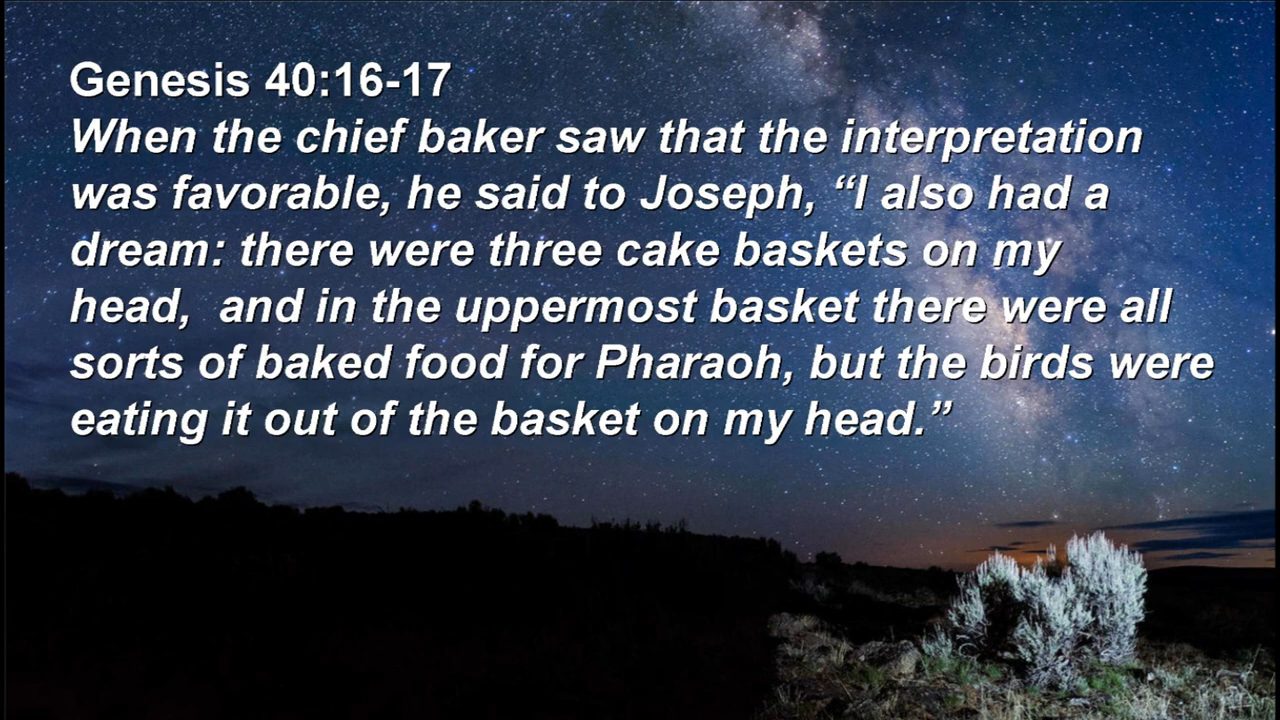 Genesis 40:16-17
When the chief baker saw that the interpretation
was favorable, he said to Joseph, “I also had a
dream: there were three cake baskets on my
head,  and in the uppermost basket there were all
sorts of baked food for Pharaoh, but the birds were
eating it out of the basket on my head.”